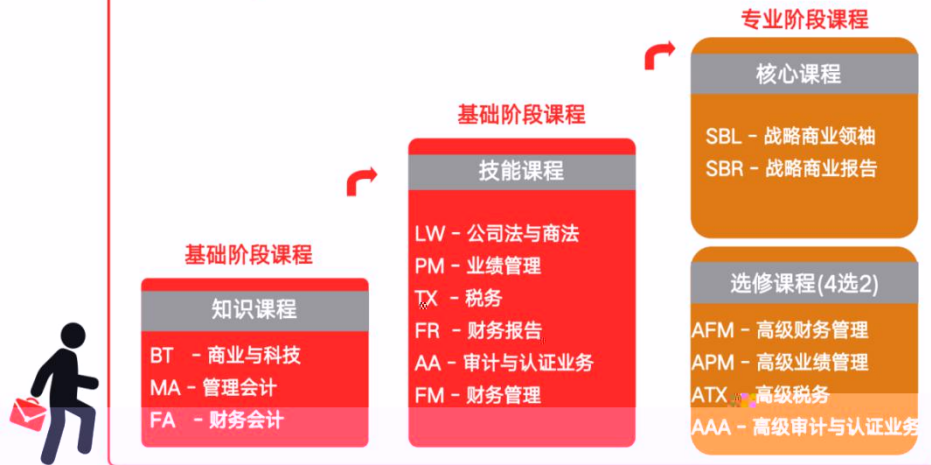 专业阶段课程
核心课程
SBL - 战略商业领袖
SBR - 战略商业报告
基础阶段课程
技能课程
LW - 公司法与商法
PM - 业绩管理
TX - 税务
FR - 财务报告
AA - 审计与认证业务
FM - 财务管理
基础阶段课程
知识课程
BT - 商业与科技
MA - 管理会计
FA - 财务会计
选修课程(4选2)
AFM - 高级财务管理
APM - 高级业绩管理
ATX - 高级税务
AAA - 高级审计与认证业务